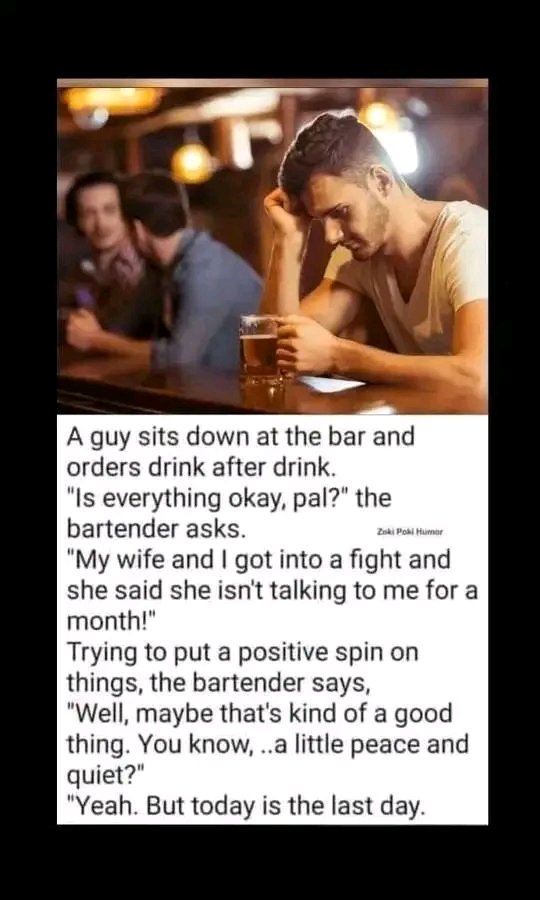 A guy sits down at the bar and
orders drink after drink.
"Is everything okay, pal?" the
bartender asks.
Zoki Poki Humor
"My wife and I got into a fight and
she said she isn't talking to me for a
month!"
Trying to put a positive spin on
things, the bartender says,
"Well, maybe that's kind of a good
thing. You know, ..a little peace and
quiet?"
"Yeah. But today is the last day.